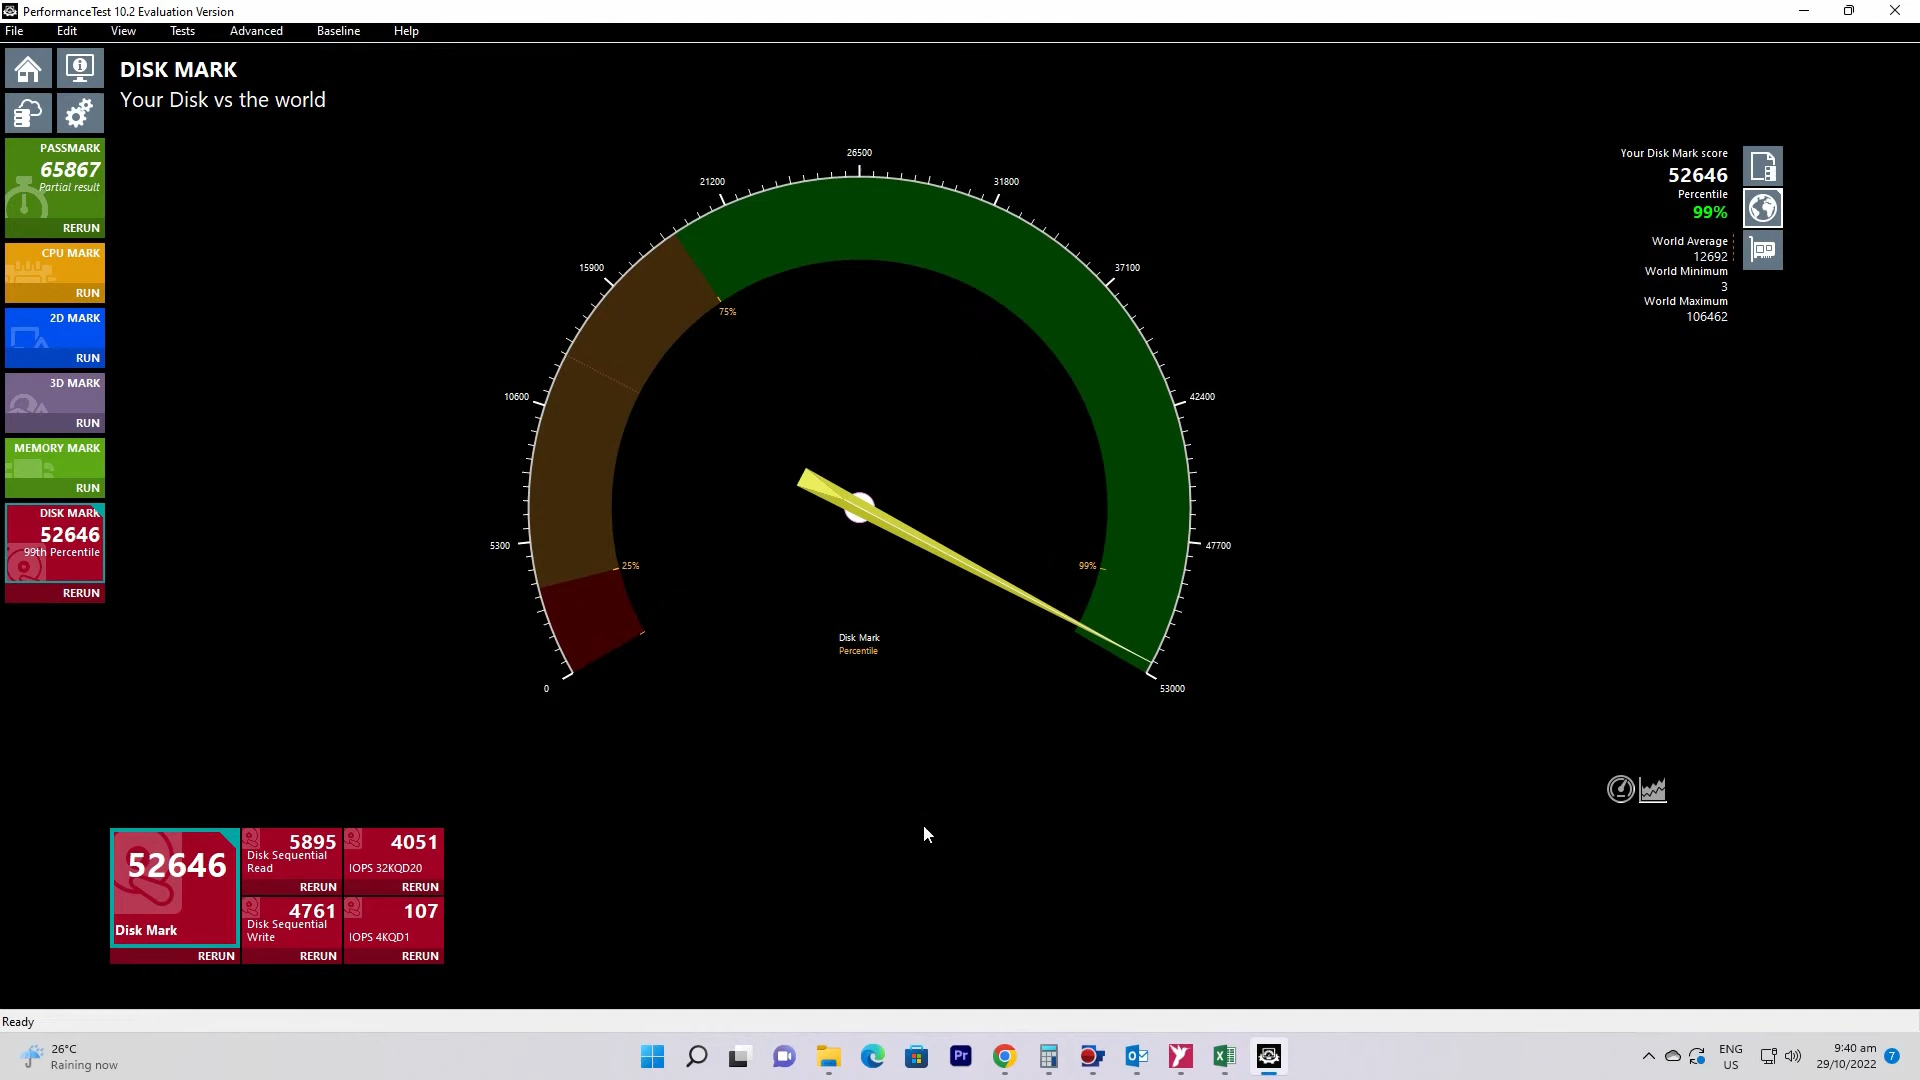 PerformanceTest 10.2 Evaluation Version
File Edit View Tests Advanced Baseline Help
DISK MARK
Your Disk vs the world
PASSMARK
65867
Partial result
RERUN
CPU MARK
RUN
2D MARK
RUN
3D MARK
RUN
MEMORY MARK
RUN
DISK MARK
52646
99th Percentile
RERUN
0
5300
10600
15900
21200
26500
31800
37100
42400
47700
53000
25%
75%
99%
Disk Mark
Percentile
Your Disk Mark score
52646
Percentile
99%
World Average
12692
World Minimum
3
World Maximum
106462
52646
Disk Mark
RERUN
5895
Disk Sequential
Read
RERUN
4051
IOPS 32KQD20
RERUN
4761
Disk Sequential
Write
RERUN
107
IOPS 4KQD1
RERUN
Ready
26°C
Raining now
Pr
ENG
US
9:40 am
29/10/2022
7